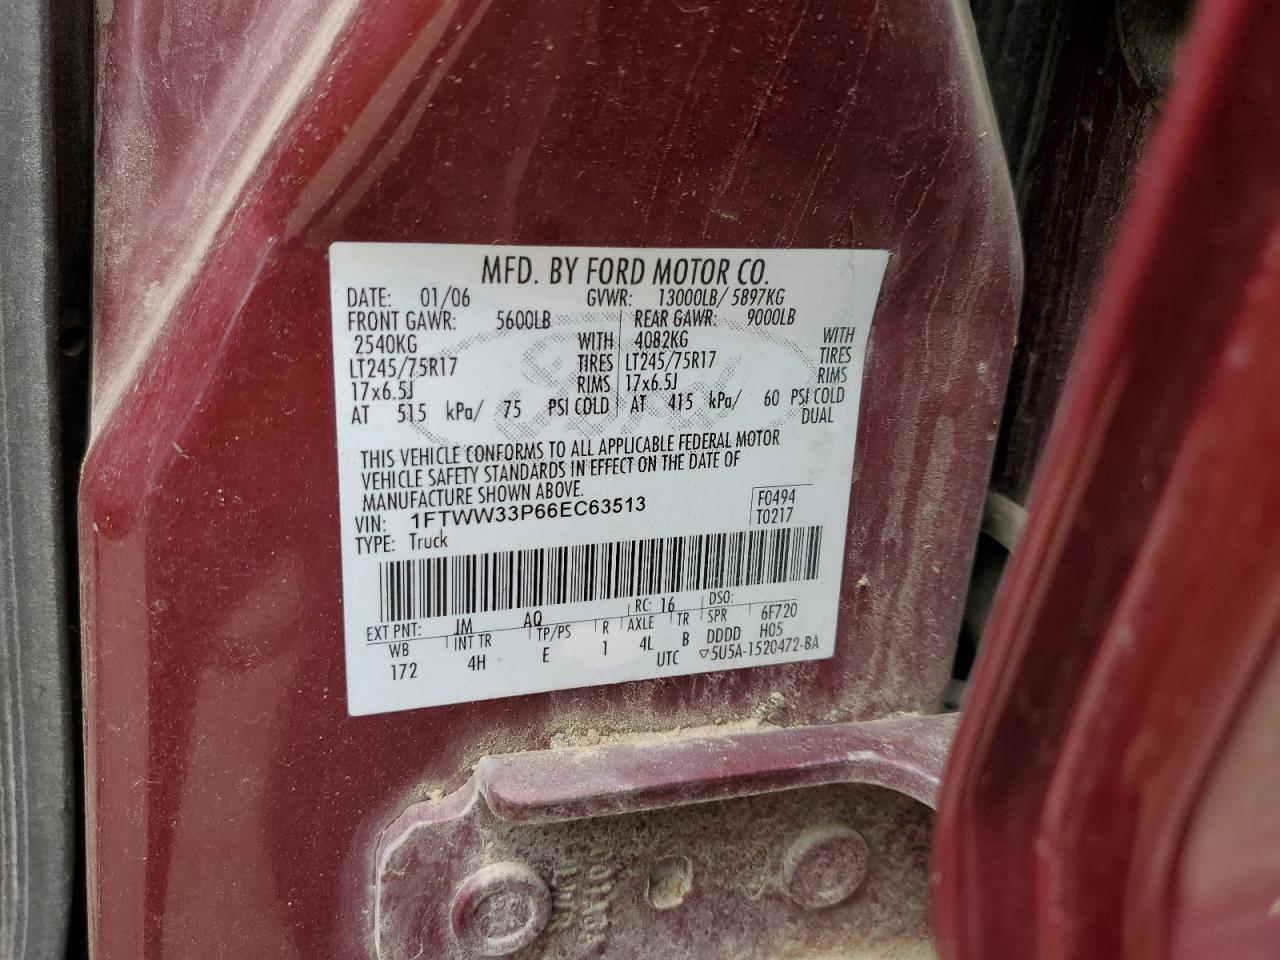 MFD. BY FORD MOTOR CO.
DATE: 01/06 GVWR: 13000LB/ 5897KG
FRONT GAWR: 5600LB REAR GAWR: 9000LB
2540KG WITH 4082KG WITH
LT245/75R17 TIRES LT245/75R17 TIRES
17x6.5J RIMS 17x6.5J RIMS
AT 515 kPa/ 75 PSI COLD AT 415 kPa/ 60 PSI COLD
DUAL
THIS VEHICLE CONFORMS TO ALL APPLICABLE FEDERAL MOTOR
VEHICLE SAFETY STANDARDS IN EFFECT ON THE DATE OF
MANUFACTURE SHOWN ABOVE.
VIN: 1FTWW33P66EC63513 F0494
TYPE: Truck T0217
EXT PNT: JM AQ RC: 16 DSO:
WB INT TR TP/PS R AXLE TR SPR 6F720
172 4H E 1 4L B DDDD H05
UTC ▽5U5A-1520472-BA